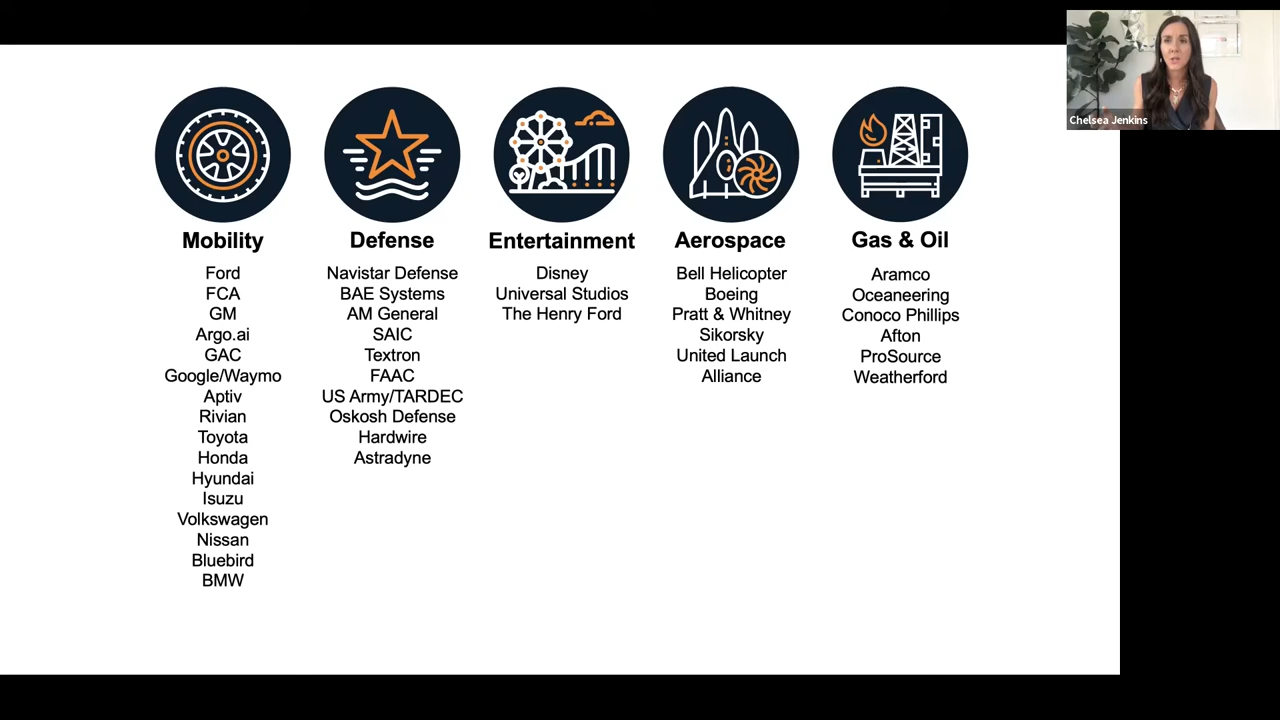 Mobility
Ford
FCA
GM
Argo.ai
GAC
Google/Waymo
Aptiv
Rivian
Toyota
Honda
Hyundai
Isuzu
Volkswagen
Nissan
Bluebird
BMW
Defense
Navistar Defense
BAE Systems
AM General
SAIC
Textron
FAAC
US Army/TARDEC
Oskosh Defense
Hardwire
Astradyne
Entertainment
Disney
Universal Studios
The Henry Ford
Aerospace
Bell Helicopter
Boeing
Pratt & Whitney
Sikorsky
United Launch
Alliance
Gas & Oil
Aramco
Oceaneering
Conoco Phillips
Afton
ProSource
Weatherford
Chelsea Jenkins